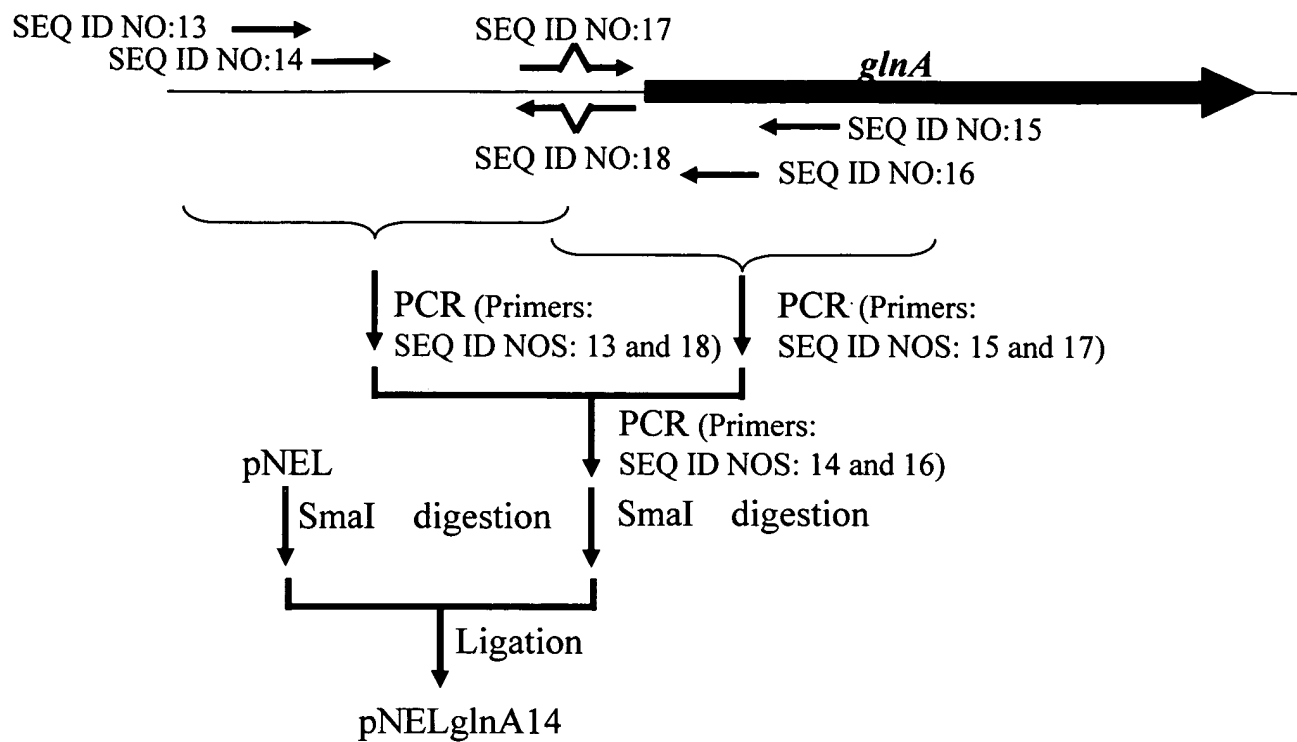 SEQ ID NO:13
SEQ ID NO:14
SEQ ID NO:17
glnA
SEQ ID NO:15
SEQ ID NO:18
SEQ ID NO:16
PCR (Primers:
SEQ ID NOS: 13 and 18)
PCR (Primers:
SEQ ID NOS: 15 and 17)
PCR (Primers:
SEQ ID NOS: 14 and 16)
pNEL
SmaI digestion
SmaI digestion
Ligation
pNELglnA14